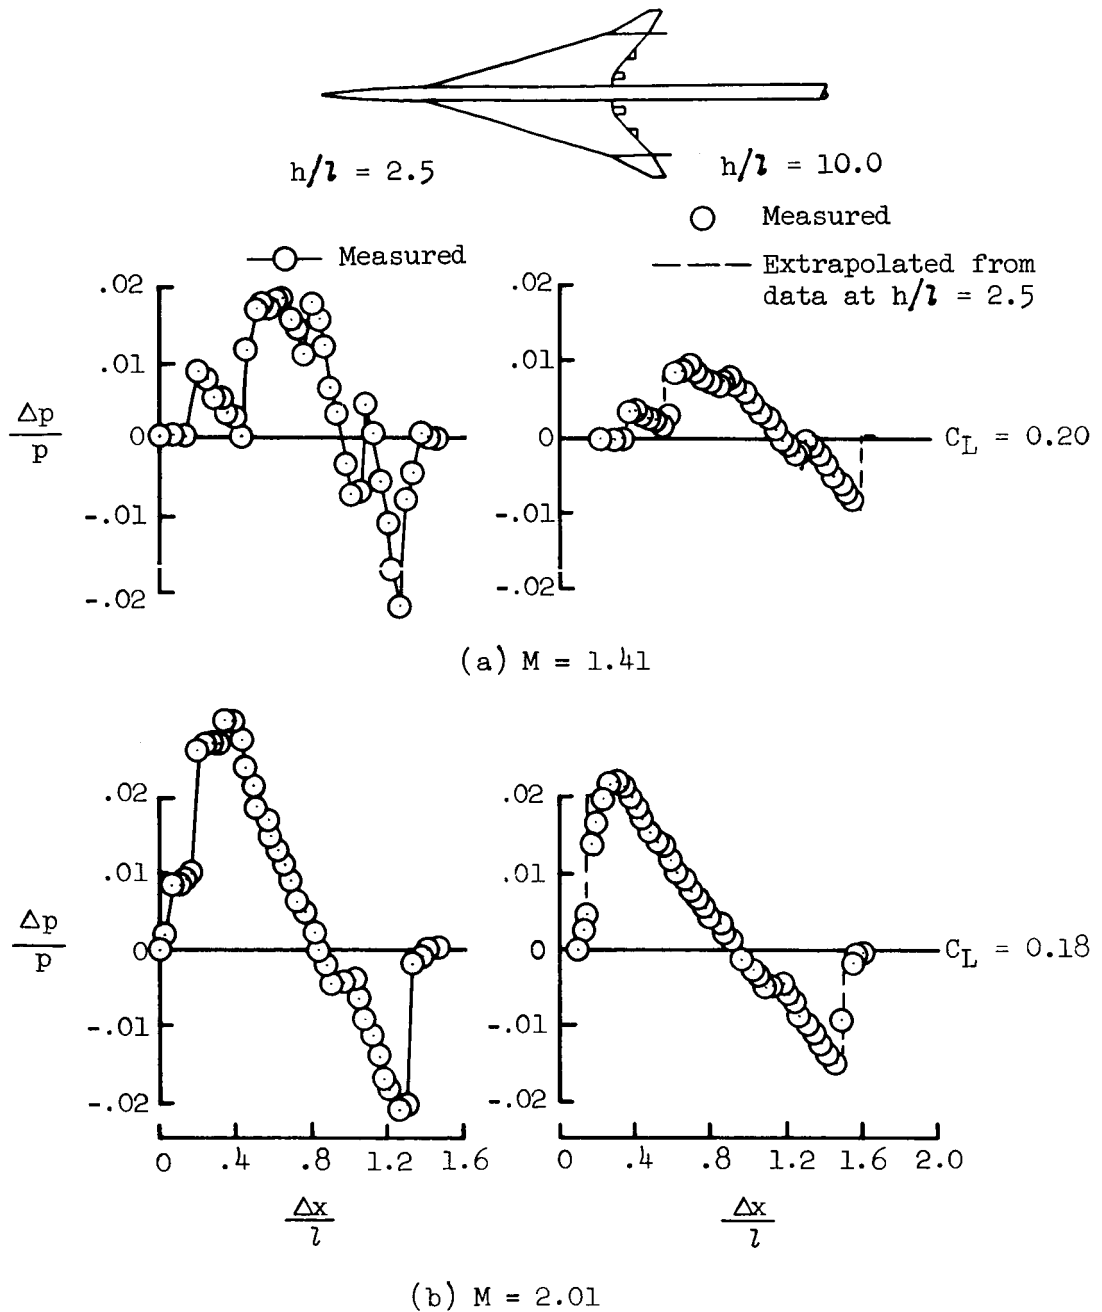 h/l = 2.5
h/l = 10.0
Measured
Measured
Extrapolated from
data at h/l = 2.5
.02
.01
0
-.01
-.02
Δp
p
.02
.01
0
-.01
-.02
C_L = 0.20
(a) M = 1.41
.02
.01
0
-.01
-.02
Δp
p
0 .4 .8 1.2 1.6
Δx
l
.02
.01
0
-.01
-.02
C_L = 0.18
0 .4 .8 1.2 1.6 2.0
Δx
l
(b) M = 2.01